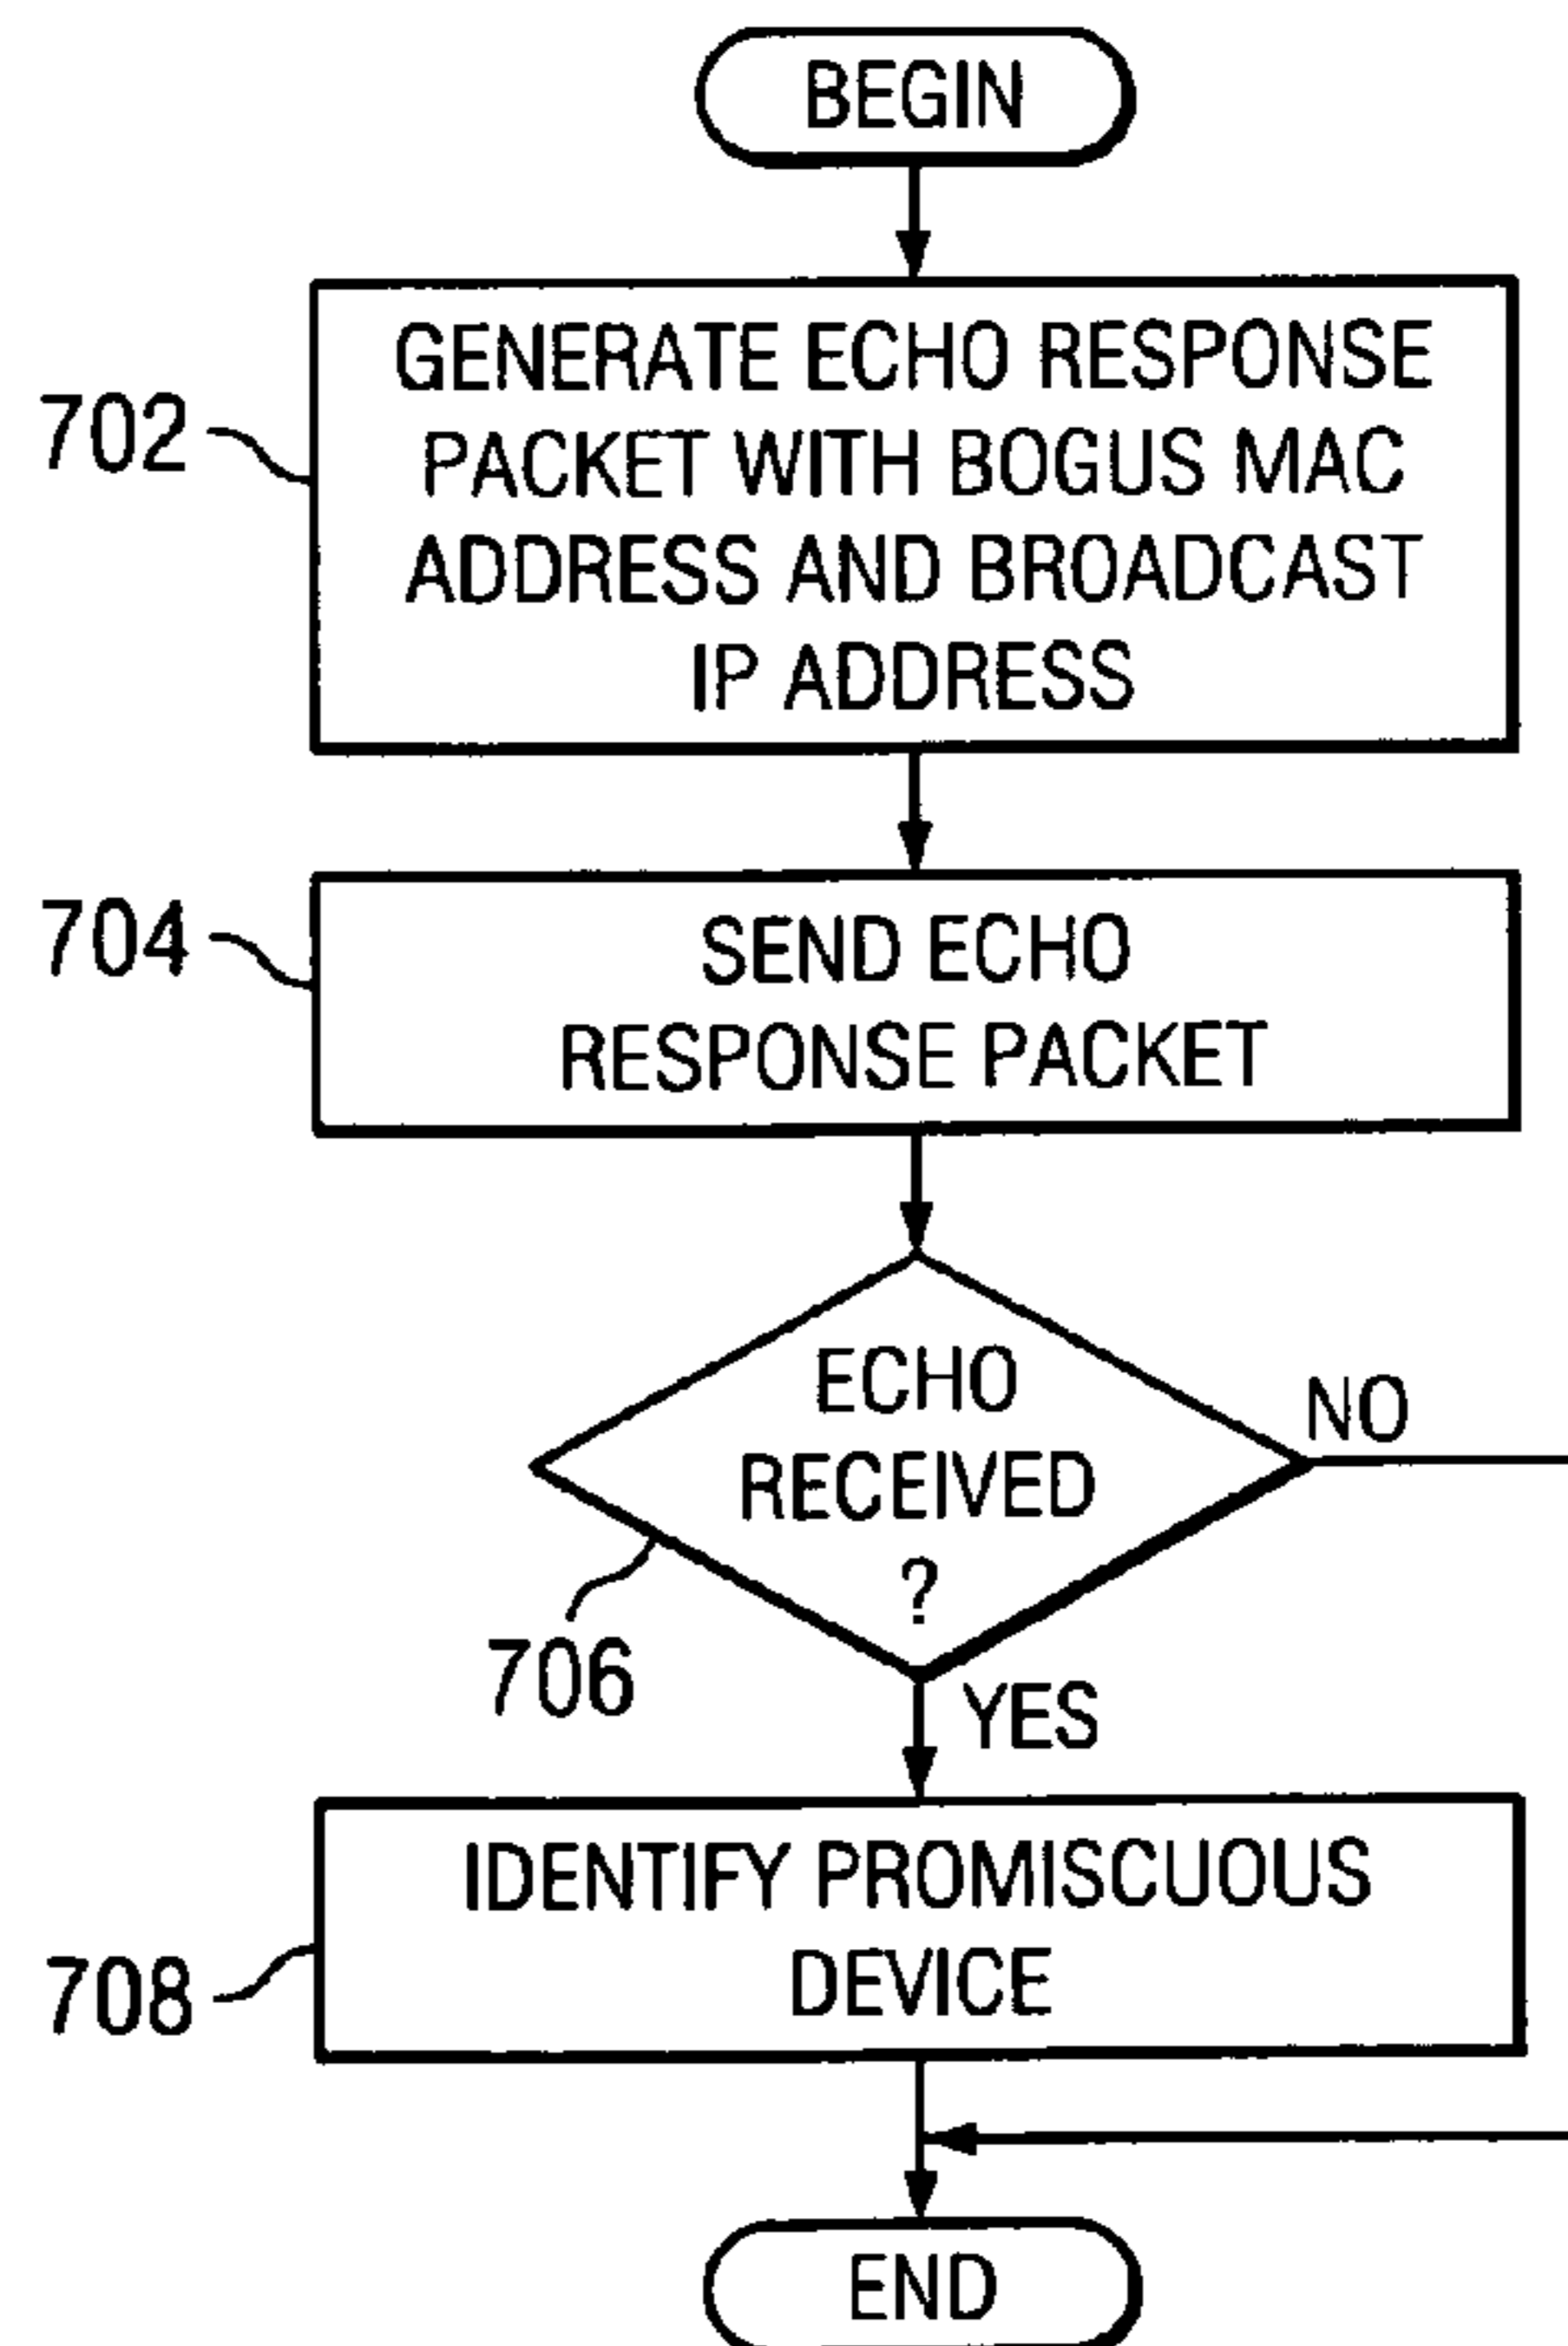 BEGIN
702
GENERATE ECHO RESPONSE
PACKET WITH BOGUS MAC
ADDRESS AND BROADCAST
IP ADDRESS
704
SEND ECHO
RESPONSE PACKET
ECHO
RECEIVED
?
NO
706
YES
708
IDENTIFY PROMISCUOUS
DEVICE
END